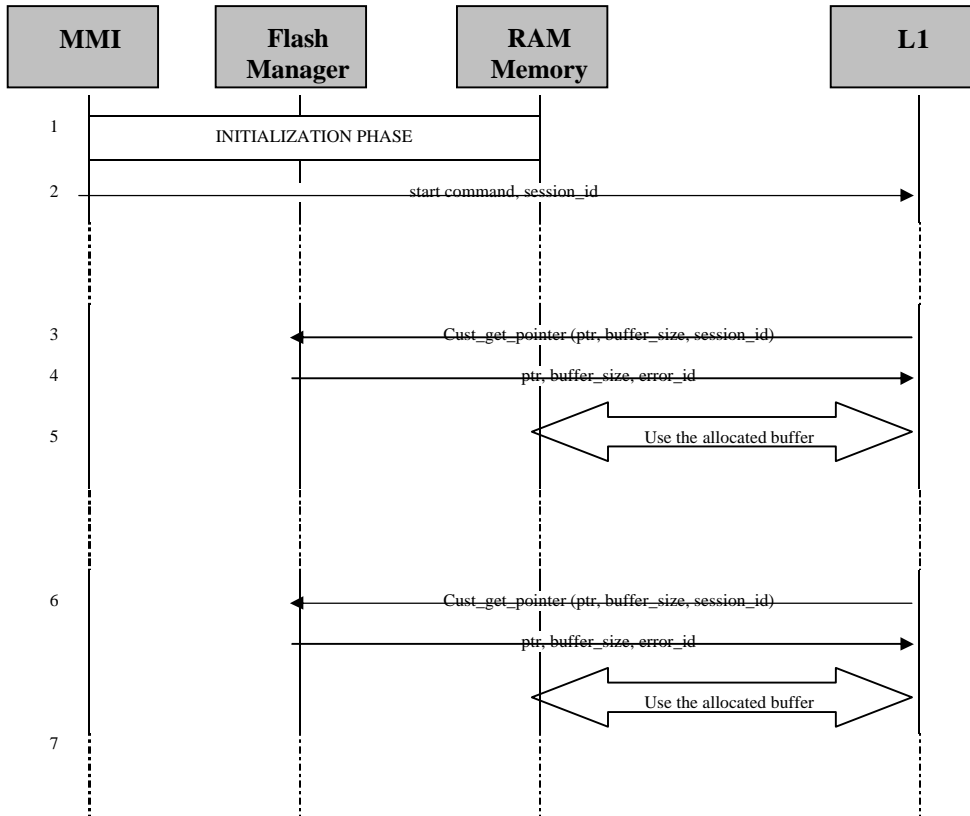 MMI
Flash
Manager
RAM
Memory
L1
1
INITIALIZATION PHASE
2
start command, session_id
3
Cust_get_pointer (ptr, buffer_size, session_id)
4
ptr, buffer_size, error_id
5
Use the allocated buffer
6
Cust_get_pointer (ptr, buffer_size, session_id)
ptr, buffer_size, error_id
Use the allocated buffer
7